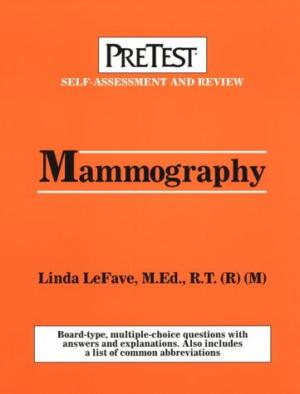 PRETEST®
SELF-ASSESSMENT AND REVIEW
Mammography
Linda LeFave, M.Ed., R.T. (R) (M)
Board-type, multiple-choice questions with
answers and explanations. Also includes
a list of common abbreviations